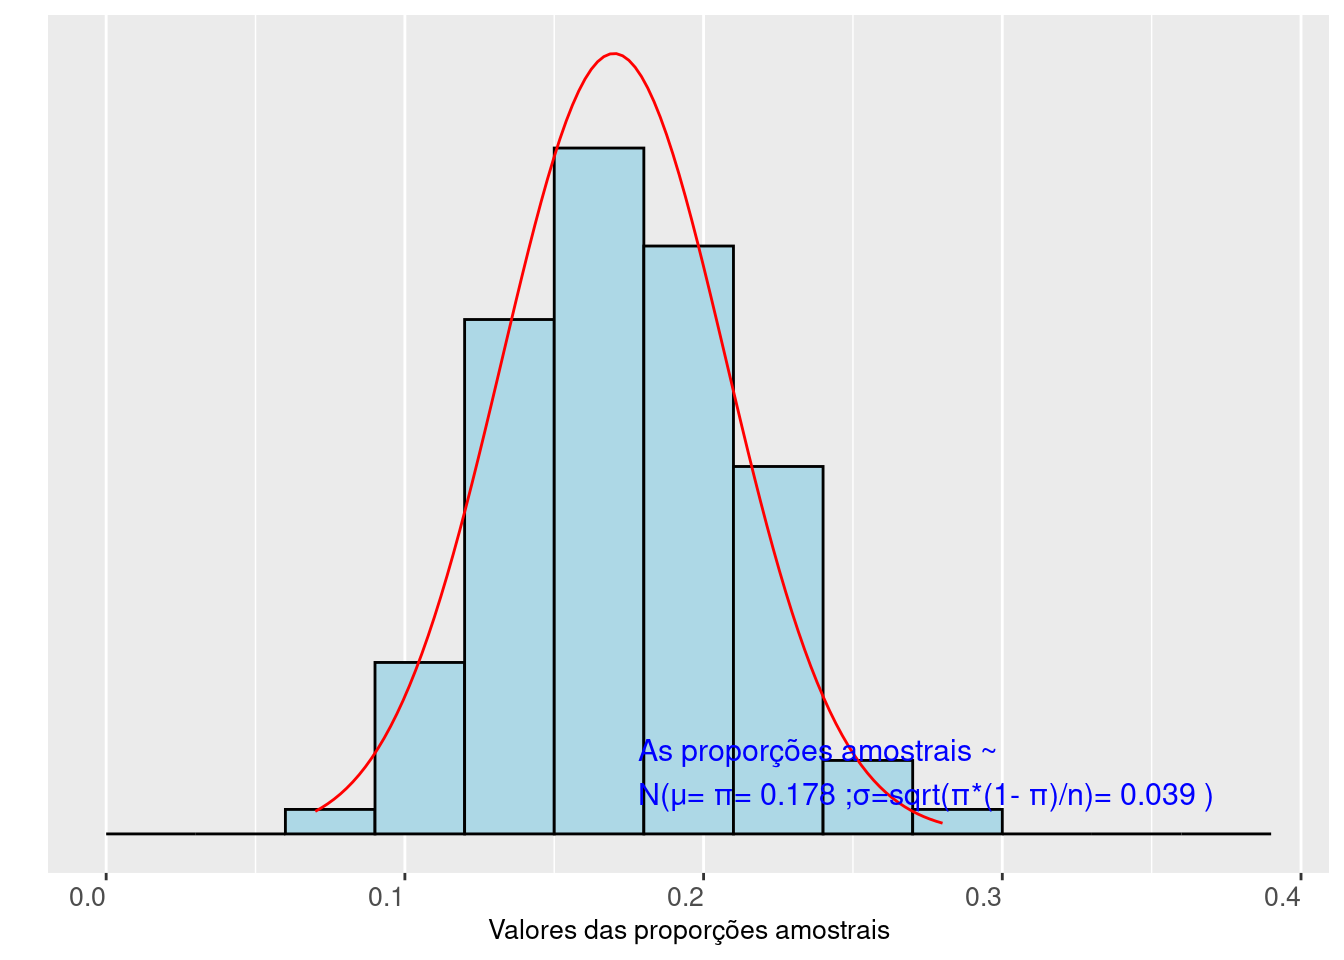 As proporções amostrais ~
N(μ= π= 0.178 ;σ=sqrt(π*(1- π)/n)= 0.039 )
0.0 0.1 0.2 0.3 0.4
Valores das proporções amostrais